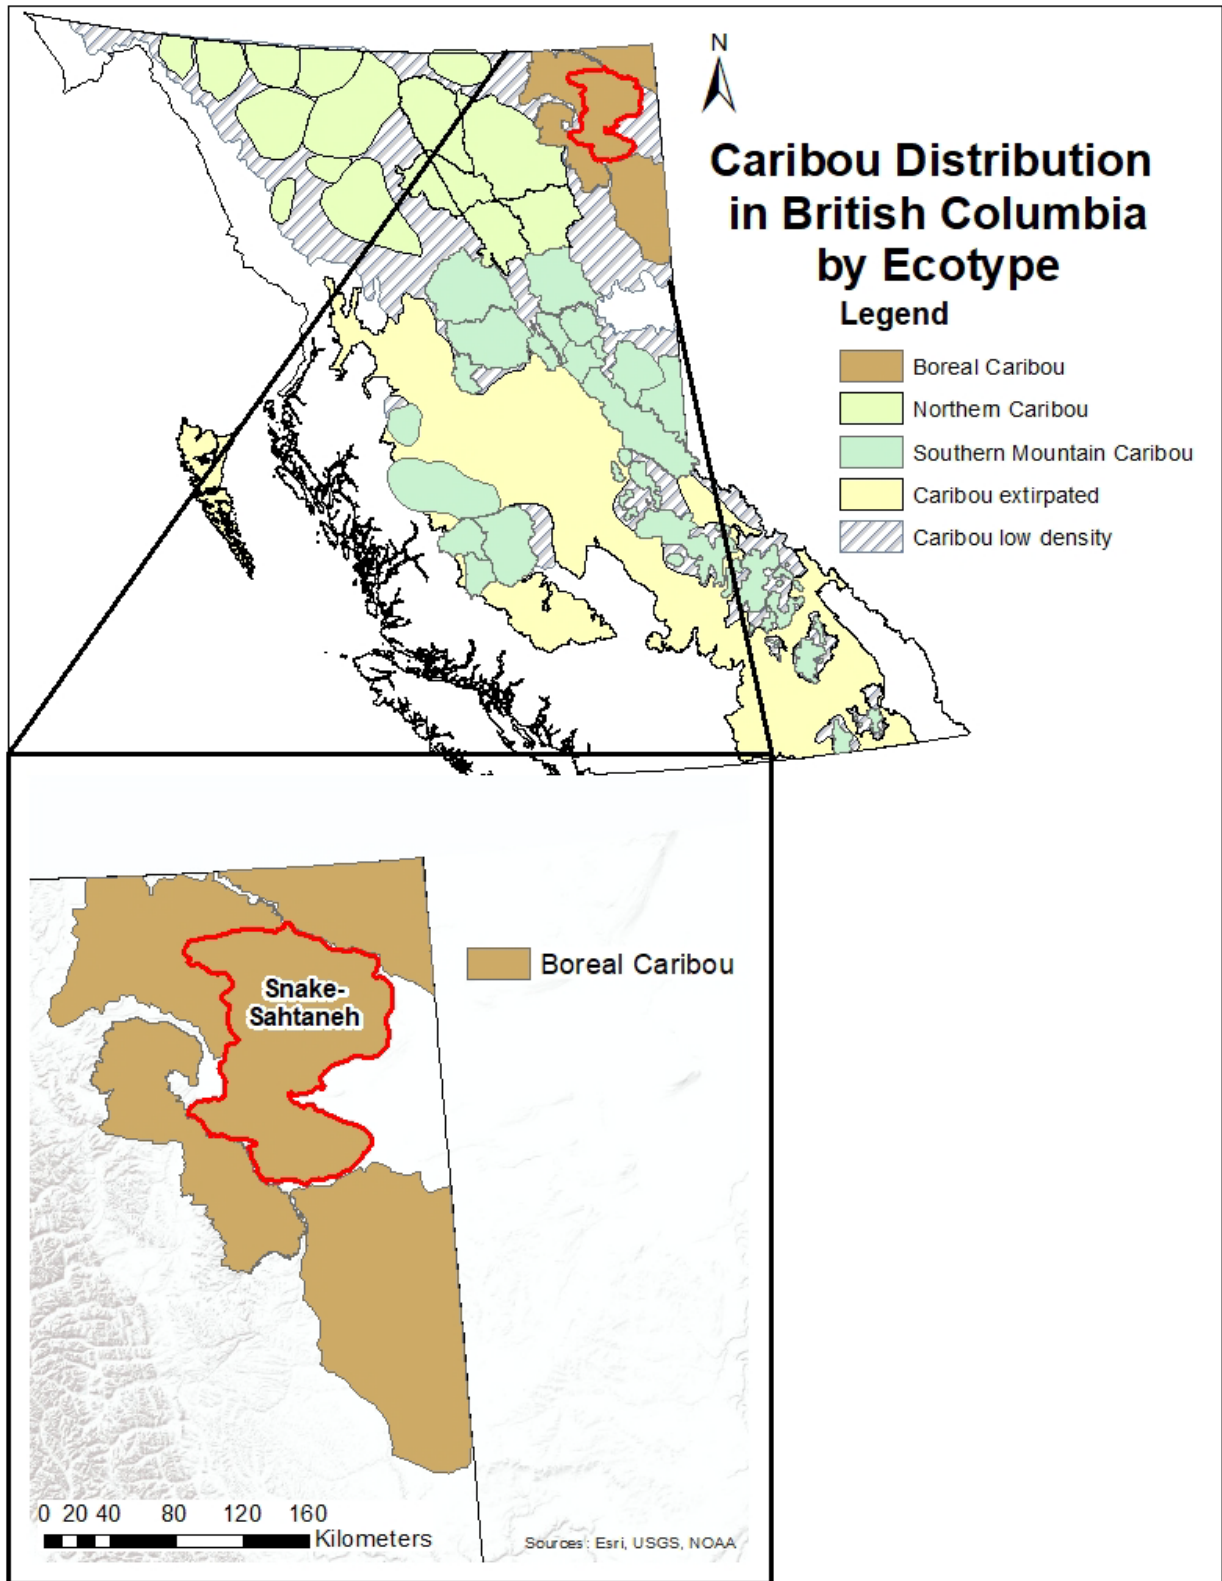 N
Caribou Distribution
in British Columbia
by Ecotype
Legend
Boreal Caribou
Northern Caribou
Southern Mountain Caribou
Caribou extirpated
Caribou low density
Boreal Caribou
Snake-
Sahtaneh
0 20 40 80 120 160
Kilometers
Sources: Esri, USGS, NOAA